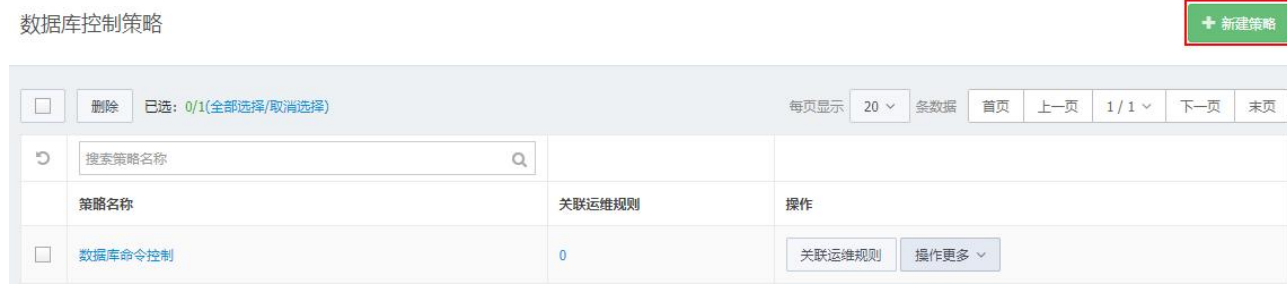 数据库控制策略
+ 新建策略
删除 已选：0/1(全部选择/取消选择) 每页显示 20 条数据 首页 上一页 1 / 1 下一页 末页
搜索策略名称
策略名称 关联运维规则 操作
数据库命令控制 0 关联运维规则 操作更多